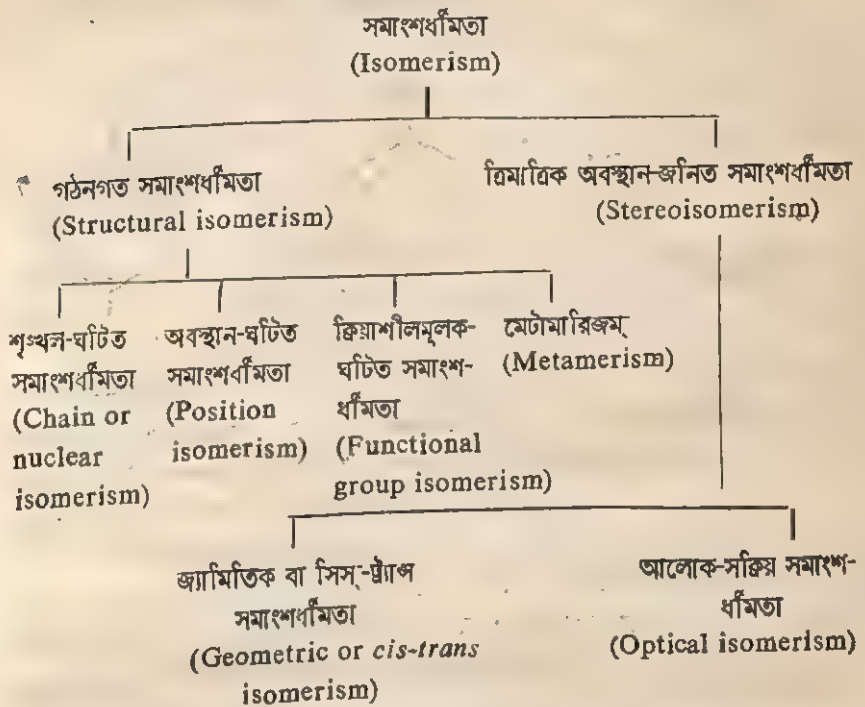 সমাংশধর্মিতা
(Isomerism)
গঠনগত সমাংশধর্মিতা
(Structural isomerism)
ত্রিমাত্রিক অবস্থান-জনিত সমাংশধর্মিতা
(Stereoisomerism)
শৃঙ্খল-ঘটিত
সমাংশধর্মিতা
(Chain or
nuclear
isomerism)
অবস্থান-ঘটিত
সমাংশধর্মিতা
(Position
isomerism)
ক্রিয়াশীলমূলক-
ঘটিত সমাংশ-
ধর্মিতা
(Functional
group isomerism)
মেটামারিজম্
(Metamerism)
জ্যামিতিক বা সিস্-ট্র্যান্স
সমাংশধর্মিতা
(Geometric or cis-trans
isomerism)
আলোক-সক্রিয় সমাংশ-
ধর্মিতা
(Optical isomerism)